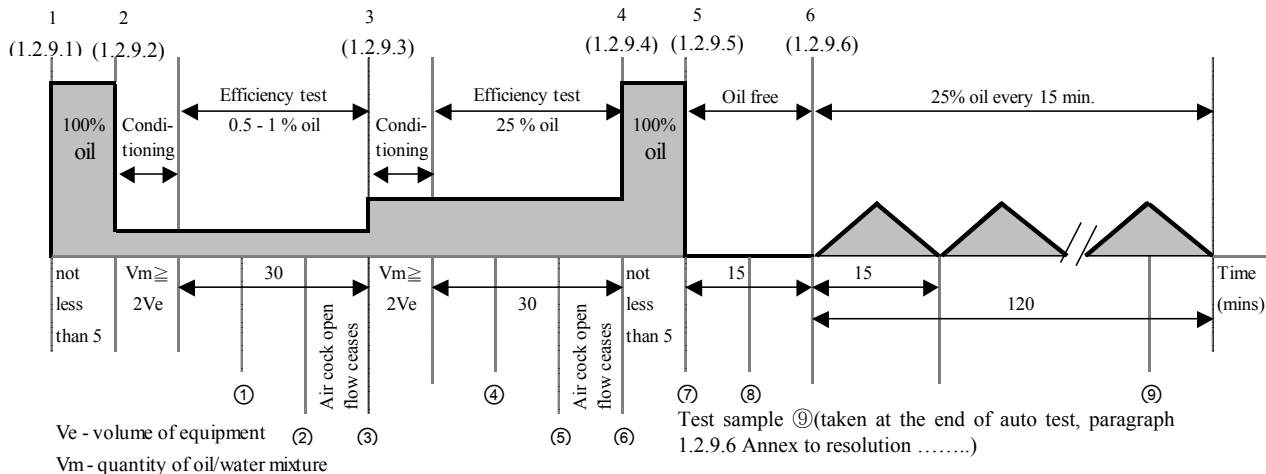 1 2 3 4 5 6
(1.2.9.1) (1.2.9.2) (1.2.9.3) (1.2.9.4) (1.2.9.5) (1.2.9.6)
100%
oil
Condi-
tioning
Efficiency test
0.5 - 1 % oil
Condi-
tioning
Efficiency test
25 % oil
100%
oil
Oil free
25% oil every 15 min.
not
less
than 5
Vm≧
2Ve
30
Vm≧
2Ve
30
not
less
than 5
15
15
120
Time
(mins)
Air cock open
flow ceases
Air cock open
flow ceases
① ② ③ ④ ⑤ ⑥ ⑦ ⑧ ⑨
Ve - volume of equipment
Vm - quantity of oil/water mixture
Test sample ⑨(taken at the end of auto test, paragraph
1.2.9.6 Annex to resolution ……..)